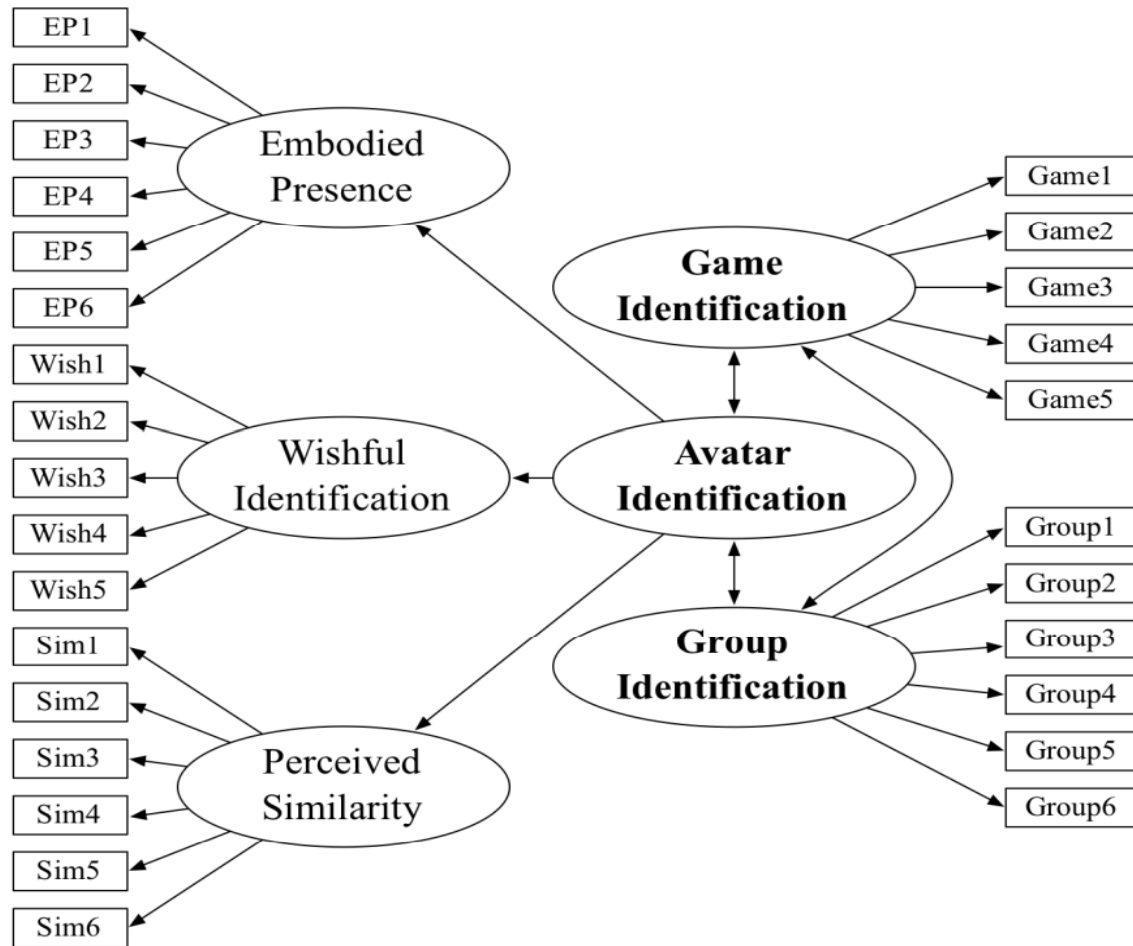 EP1
EP2
EP3
EP4
EP5
EP6
Wish1
Wish2
Wish3
Wish4
Wish5
Sim1
Sim2
Sim3
Sim4
Sim5
Sim6
Embodied
Presence
Wishful
Identification
Perceived
Similarity
Game
Identification
Avatar
Identification
Group
Identification
Game1
Game2
Game3
Game4
Game5
Group1
Group2
Group3
Group4
Group5
Group6